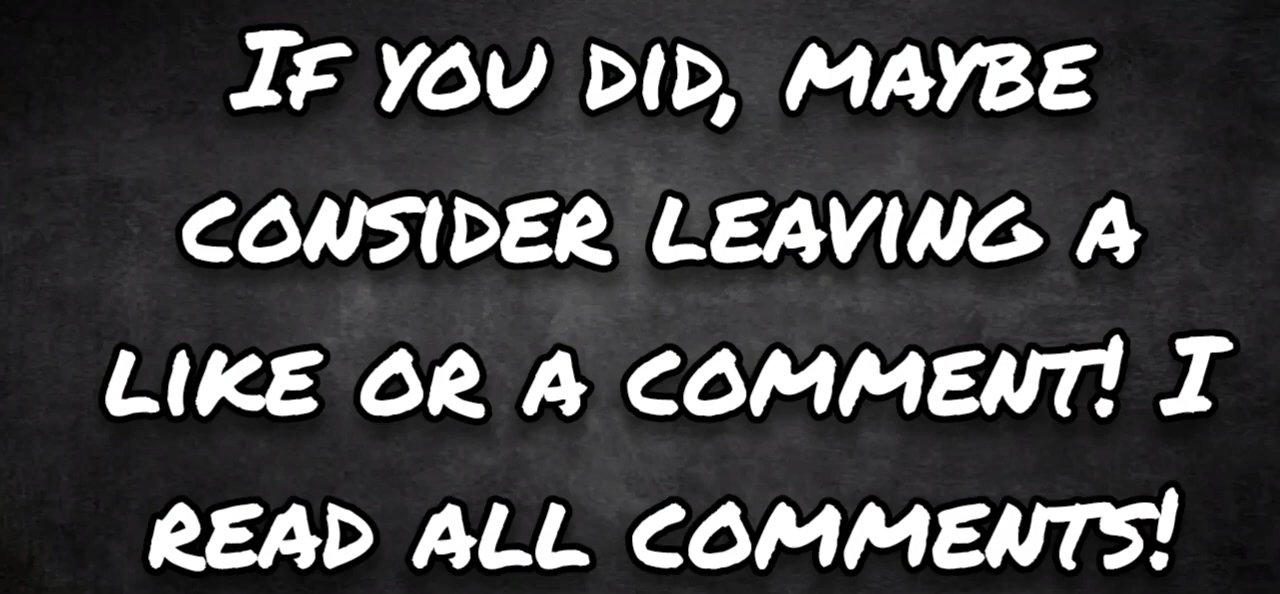 If you did, maybe
consider leaving a
like or a comment! I
read all comments!